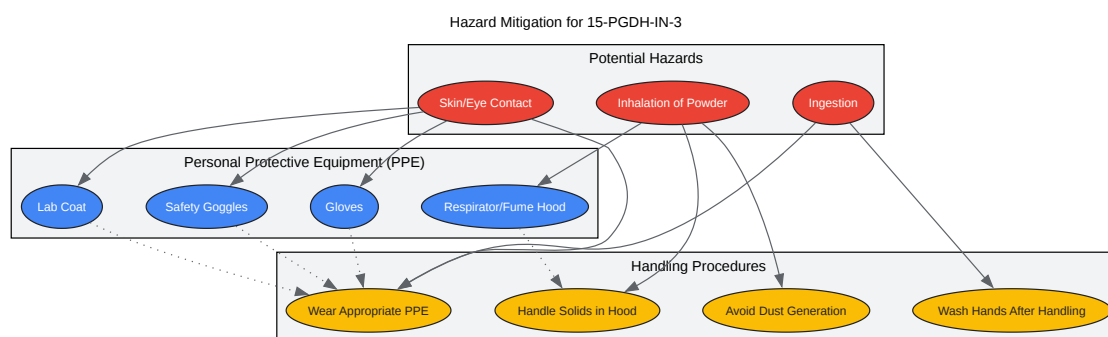 Hazard Mitigation for 15-PGDH-IN-3
Potential Hazards
Skin/Eye Contact
Inhalation of Powder
Ingestion
Personal Protective Equipment (PPE)
Lab Coat
Safety Goggles
Gloves
Respirator/Fume Hood
Handling Procedures
Wear Appropriate PPE
Handle Solids in Hood
Avoid Dust Generation
Wash Hands After Handling